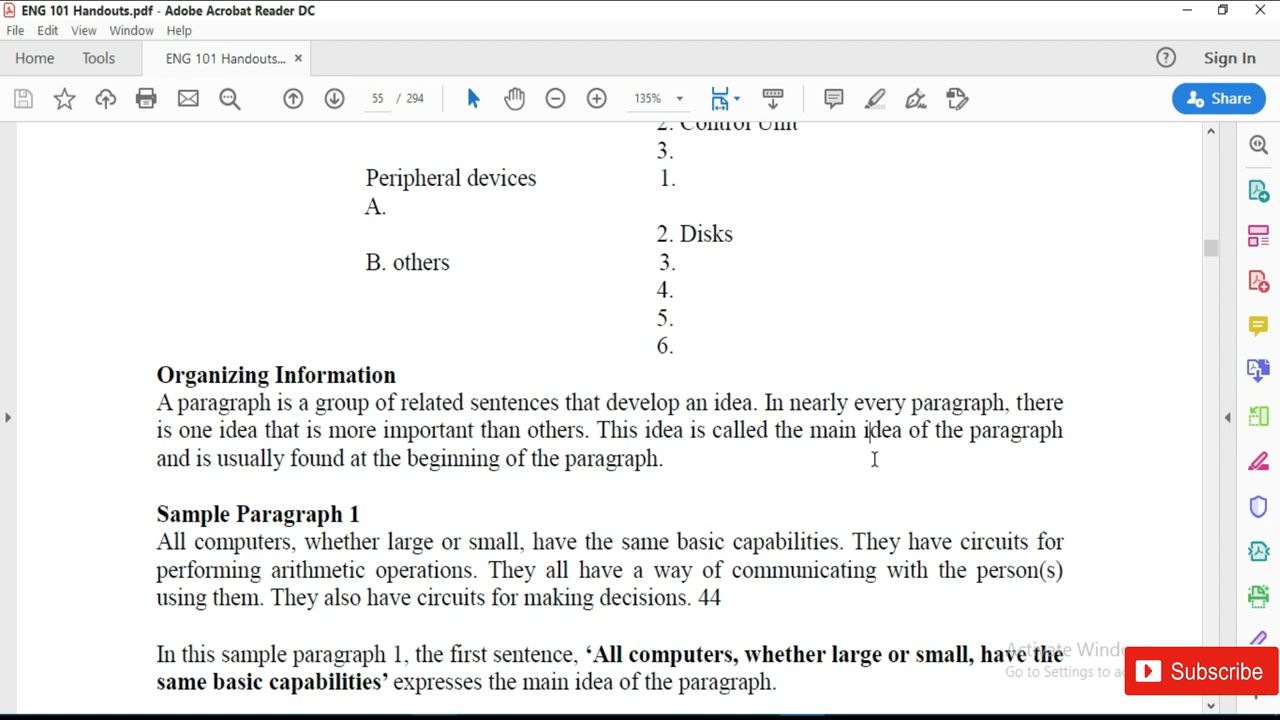 ENG 101 Handouts.pdf - Adobe Acrobat Reader DC
File Edit View Window Help
Home Tools ENG 101 Handouts... × ? Sign In
55 / 294 135% Share
2. Control Unit
3.
Peripheral devices 1.
A.
2. Disks
B. others 3.
4.
5.
6.
Organizing Information
A paragraph is a group of related sentences that develop an idea. In nearly every paragraph, there
is one idea that is more important than others. This idea is called the main idea of the paragraph
and is usually found at the beginning of the paragraph.
Sample Paragraph 1
All computers, whether large or small, have the same basic capabilities. They have circuits for
performing arithmetic operations. They all have a way of communicating with the person(s)
using them. They also have circuits for making decisions. 44
In this sample paragraph 1, the first sentence, ‘All computers, whether large or small, have the
same basic capabilities’ expresses the main idea of the paragraph.
Activate Windo
Go to Settings to a
Subscribe